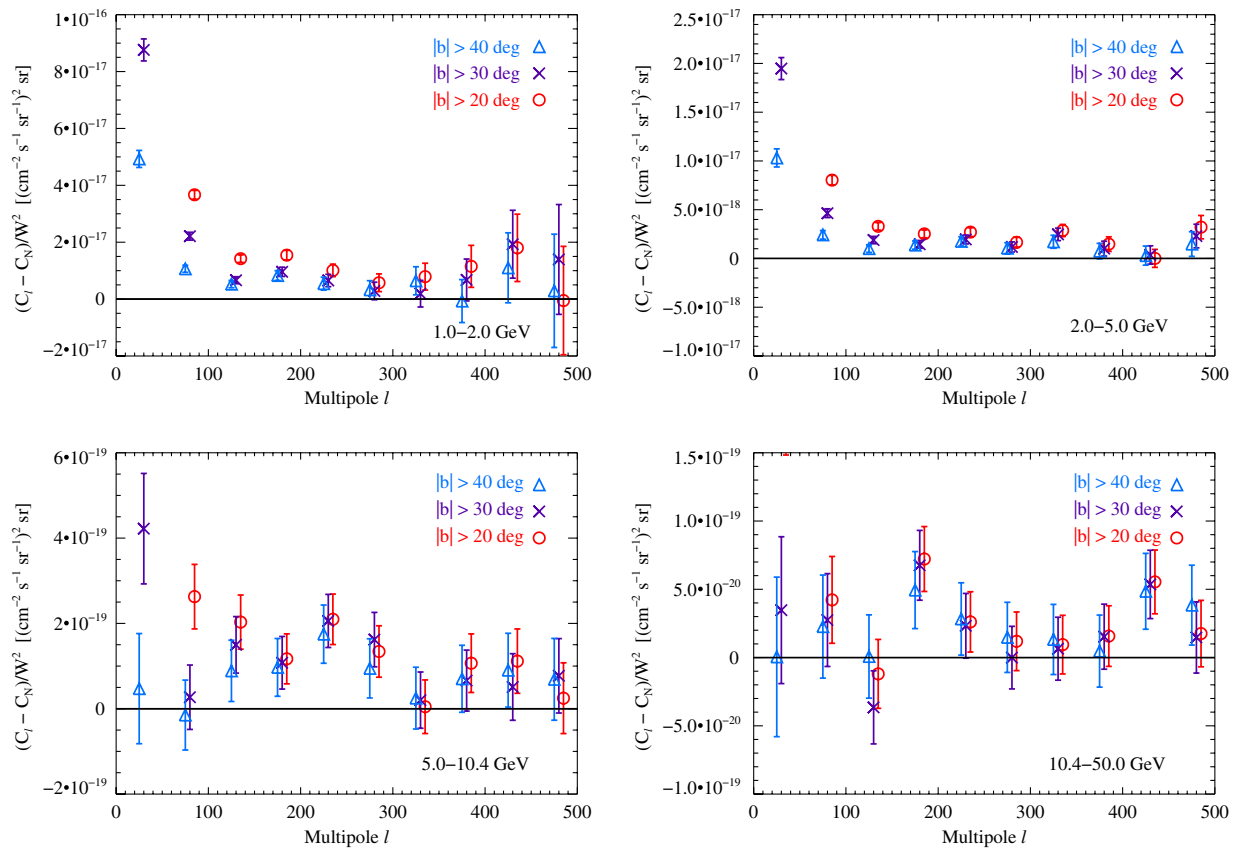 1•10⁻¹⁶
8•10⁻¹⁷
6•10⁻¹⁷
4•10⁻¹⁷
2•10⁻¹⁷
0
−2•10⁻¹⁷
(Cₗ − C_N)/W² [(cm⁻² s⁻¹ sr⁻¹)² sr]
|b| > 40 deg
|b| > 30 deg
|b| > 20 deg
1.0−2.0 GeV
0 100 200 300 400 500
Multipole l
2.5•10⁻¹⁷
2.0•10⁻¹⁷
1.5•10⁻¹⁷
1.0•10⁻¹⁷
5.0•10⁻¹⁸
0
−5.0•10⁻¹⁸
−1.0•10⁻¹⁷
(Cₗ − C_N)/W² [(cm⁻² s⁻¹ sr⁻¹)² sr]
|b| > 40 deg
|b| > 30 deg
|b| > 20 deg
2.0−5.0 GeV
0 100 200 300 400 500
Multipole l
6•10⁻¹⁹
4•10⁻¹⁹
2•10⁻¹⁹
0
−2•10⁻¹⁹
(Cₗ − C_N)/W² [(cm⁻² s⁻¹ sr⁻¹)² sr]
|b| > 40 deg
|b| > 30 deg
|b| > 20 deg
5.0−10.4 GeV
0 100 200 300 400 500
Multipole l
1.5•10⁻¹⁹
1.0•10⁻¹⁹
5.0•10⁻²⁰
0
−5.0•10⁻²⁰
−1.0•10⁻¹⁹
(Cₗ − C_N)/W² [(cm⁻² s⁻¹ sr⁻¹)² sr]
|b| > 40 deg
|b| > 30 deg
|b| > 20 deg
10.4−50.0 GeV
0 100 200 300 400 500
Multipole l